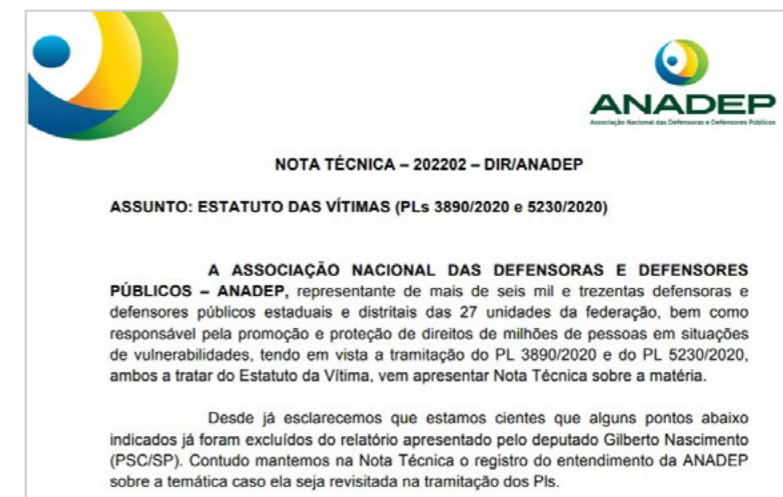 ANADEP
Associação Nacional das Defensoras e Defensores Públicos
NOTA TÉCNICA – 202202 – DIR/ANADEP
ASSUNTO: ESTATUTO DAS VÍTIMAS (PLs 3890/2020 e 5230/2020)
A ASSOCIAÇÃO NACIONAL DAS DEFENSORAS E DEFENSORES
PÚBLICOS – ANADEP, representante de mais de seis mil e trezentas defensoras e
defensores públicos estaduais e distritais das 27 unidades da federação, bem como
responsável pela promoção e proteção de direitos de milhões de pessoas em situações
de vulnerabilidades, tendo em vista a tramitação do PL 3890/2020 e do PL 5230/2020,
ambos a tratar do Estatuto da Vítima, vem apresentar Nota Técnica sobre a matéria.
Desde já esclarecemos que estamos cientes que alguns pontos abaixo
indicados já foram excluídos do relatório apresentado pelo deputado Gilberto Nascimento
(PSC/SP). Contudo mantemos na Nota Técnica o registro do entendimento da ANADEP
sobre a temática caso ela seja revisitada na tramitação dos Pls.